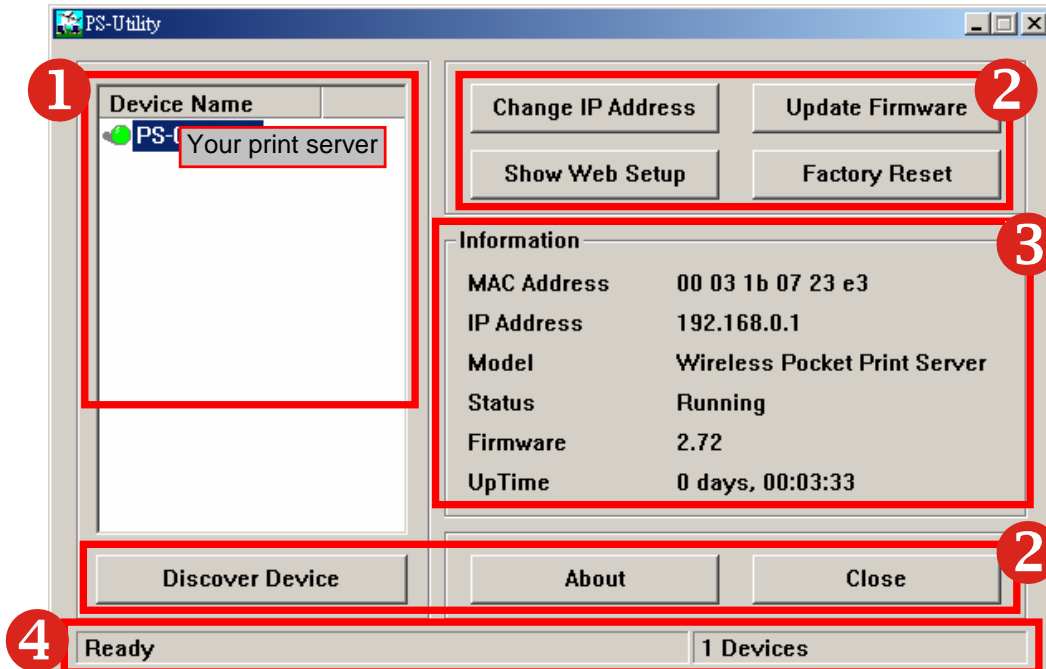 PS-Utility
1
Device Name
PS-0
Your print server
2
Change IP Address
Update Firmware
Show Web Setup
Factory Reset
3
Information
MAC Address 00 03 1b 07 23 e3
IP Address 192.168.0.1
Model Wireless Pocket Print Server
Status Running
Firmware 2.72
UpTime 0 days, 00:03:33
2
Discover Device
About
Close
4
Ready
1 Devices